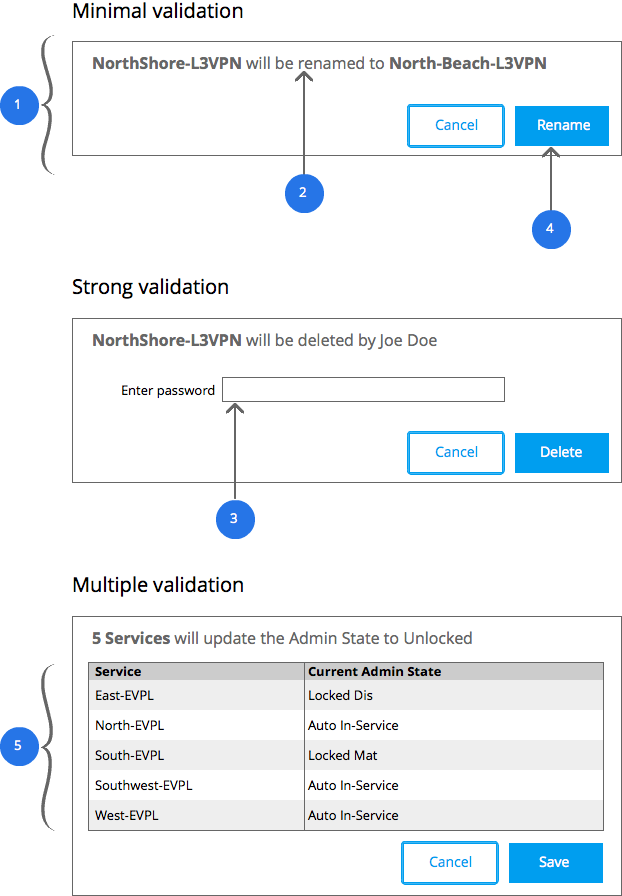 Minimal validation
NorthShore-L3VPN will be renamed to North-Beach-L3VPN
1
Cancel Rename
2
4
Strong validation
NorthShore-L3VPN will be deleted by Joe Doe
Enter password
Cancel Delete
3
Multiple validation
5 Services will update the Admin State to Unlocked
Service Current Admin State
East-EVPL Locked Dis
North-EVPL Auto In-Service
5
South-EVPL Locked Mat
Southwest-EVPL Auto In-Service
West-EVPL Auto In-Service
Cancel Save